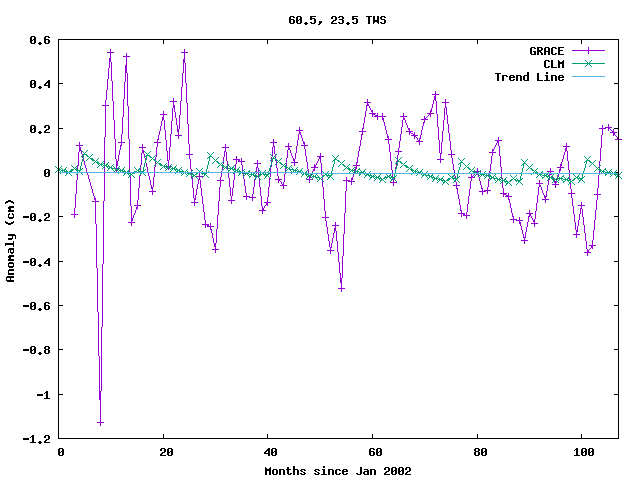 60.5, 23.5 TWS
GRACE
CLM
Trend Line
0.6
0.4
0.2
0
-0.2
-0.4
-0.6
-0.8
-1
-1.2
Anomaly (cm)
0 20 40 60 80 100
Months since Jan 2002